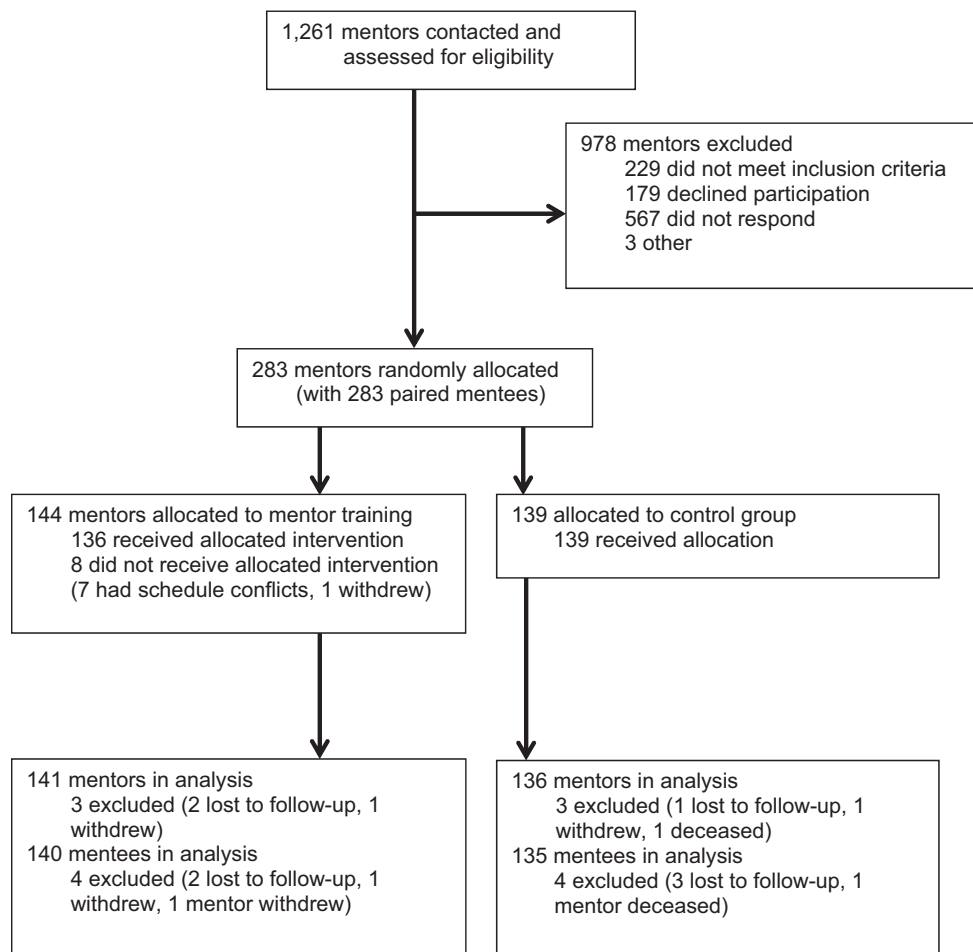 1,261 mentors contacted and
assessed for eligibility
978 mentors excluded
229 did not meet inclusion criteria
179 declined participation
567 did not respond
3 other
283 mentors randomly allocated
(with 283 paired mentees)
144 mentors allocated to mentor training
136 received allocated intervention
8 did not receive allocated intervention
(7 had schedule conflicts, 1 withdrew)
139 allocated to control group
139 received allocation
141 mentors in analysis
3 excluded (2 lost to follow-up, 1
withdrew)
140 mentees in analysis
4 excluded (2 lost to follow-up, 1
withdrew, 1 mentor withdrew)
136 mentors in analysis
3 excluded (1 lost to follow-up, 1
withdrew, 1 deceased)
135 mentees in analysis
4 excluded (3 lost to follow-up, 1
mentor deceased)